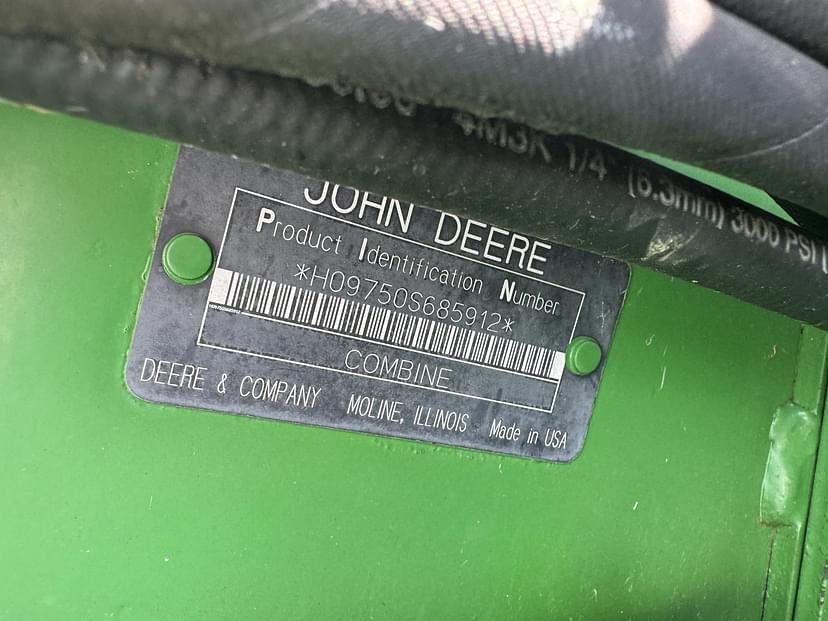 4M3K 1/4" (6.3mm) 3000 PSI
JOHN DEERE
Product Identification Number
*H09750S685912*
COMBINE
DEERE & COMPANY MOLINE, ILLINOIS Made in USA